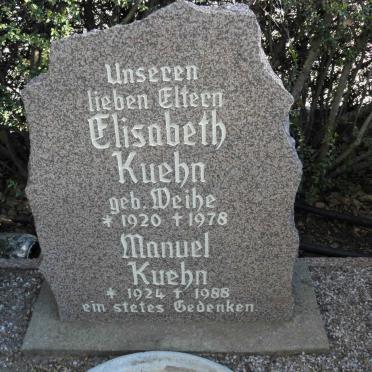 Unseren
lieben Eltern
Elisabeth
Kuehn
geb. Weihe
* 1920 † 1978
Manuel
Kuehn
* 1924 † 1988
ein stetes Gedenken